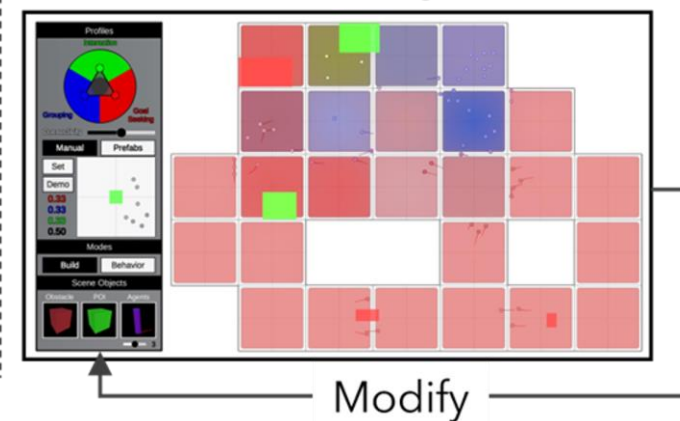 Profiles
Interaction
Grouping
Goal
Seeking
Manual Prefabs
Set
Demo
0.33
0.33
0.33
0.50
Modes
Build Behavior
Scene Objects
Obstacle POI Agents
3
Modify